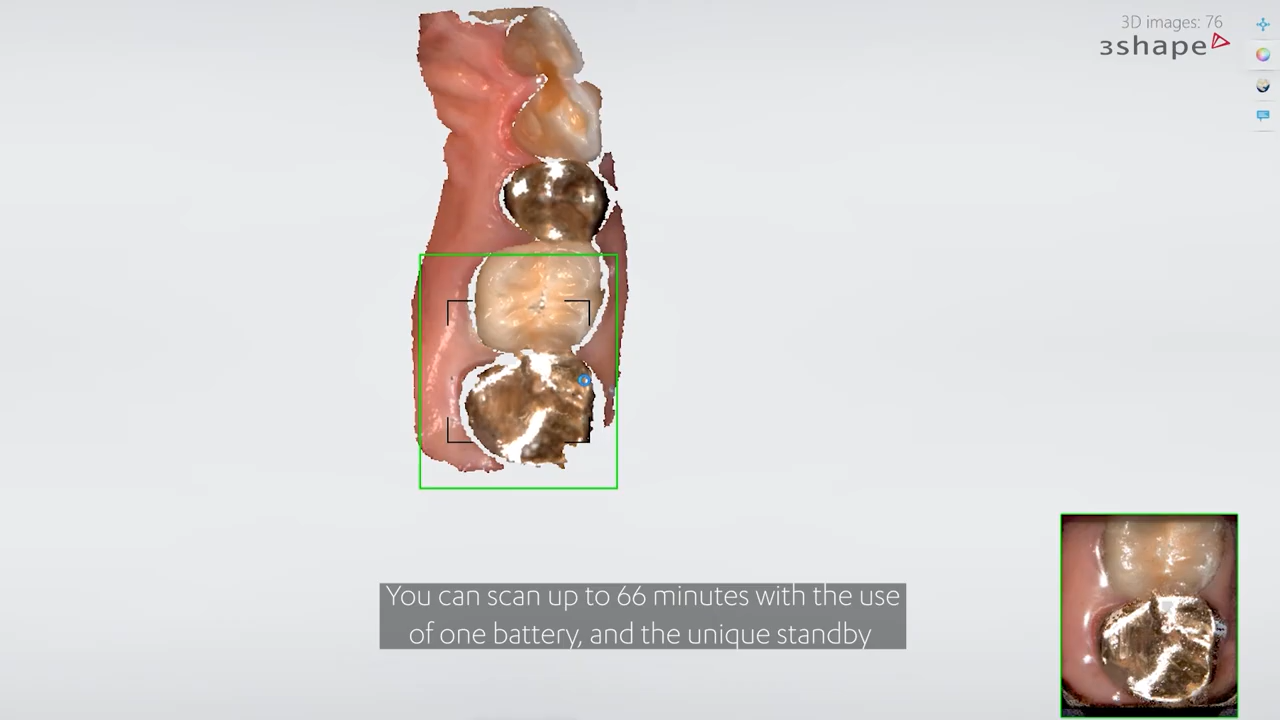 3D images: 76
3shape
You can scan up to 66 minutes with the use
of one battery, and the unique standby